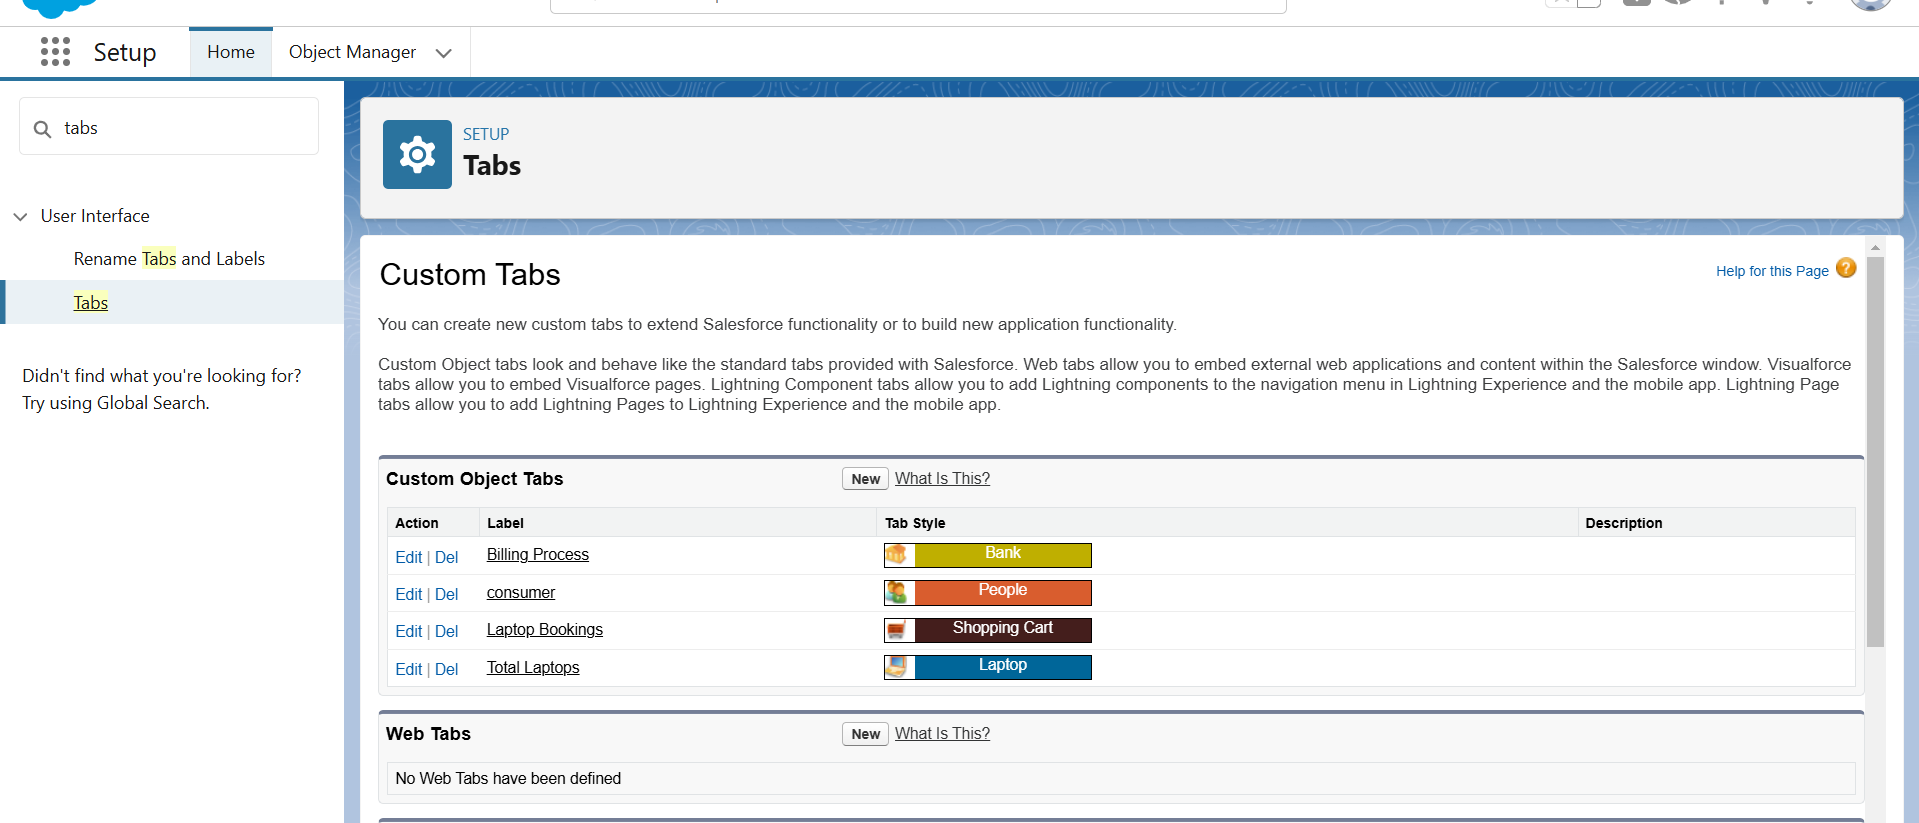 Setup
Home
Object Manager
tabs
User Interface
Rename Tabs and Labels
Tabs
Didn't find what you're looking for?
Try using Global Search.
SETUP
Tabs
Custom Tabs
Help for this Page
You can create new custom tabs to extend Salesforce functionality or to build new application functionality.
Custom Object tabs look and behave like the standard tabs provided with Salesforce. Web tabs allow you to embed external web applications and content within the Salesforce window. Visualforce
tabs allow you to embed Visualforce pages. Lightning Component tabs allow you to add Lightning components to the navigation menu in Lightning Experience and the mobile app. Lightning Page
tabs allow you to add Lightning Pages to Lightning Experience and the mobile app.
Custom Object Tabs New What Is This?
Action Label Tab Style Description
Edit | Del Billing Process Bank
Edit | Del consumer People
Edit | Del Laptop Bookings Shopping Cart
Edit | Del Total Laptops Laptop
Web Tabs New What Is This?
No Web Tabs have been defined